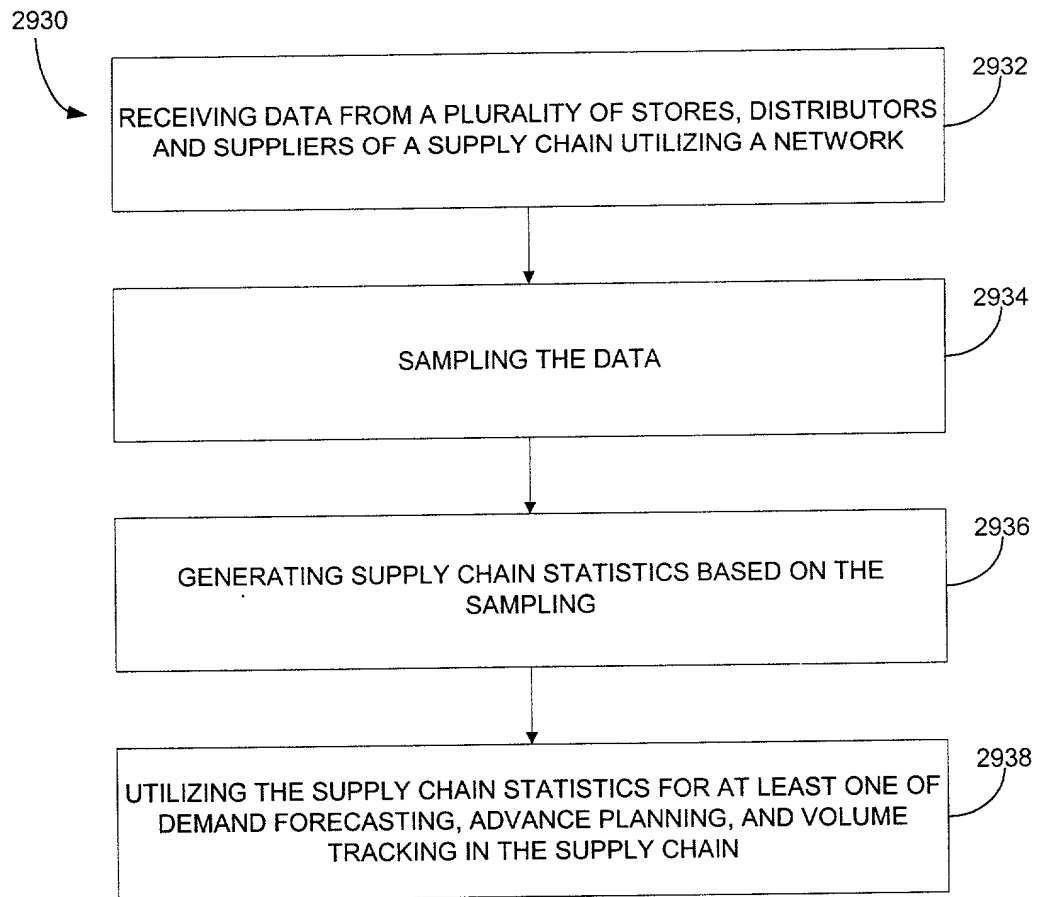 2930
2932
RECEIVING DATA FROM A PLURALITY OF STORES, DISTRIBUTORS
AND SUPPLIERS OF A SUPPLY CHAIN UTILIZING A NETWORK
2934
SAMPLING THE DATA
2936
GENERATING SUPPLY CHAIN STATISTICS BASED ON THE
SAMPLING
2938
UTILIZING THE SUPPLY CHAIN STATISTICS FOR AT LEAST ONE OF
DEMAND FORECASTING, ADVANCE PLANNING, AND VOLUME
TRACKING IN THE SUPPLY CHAIN